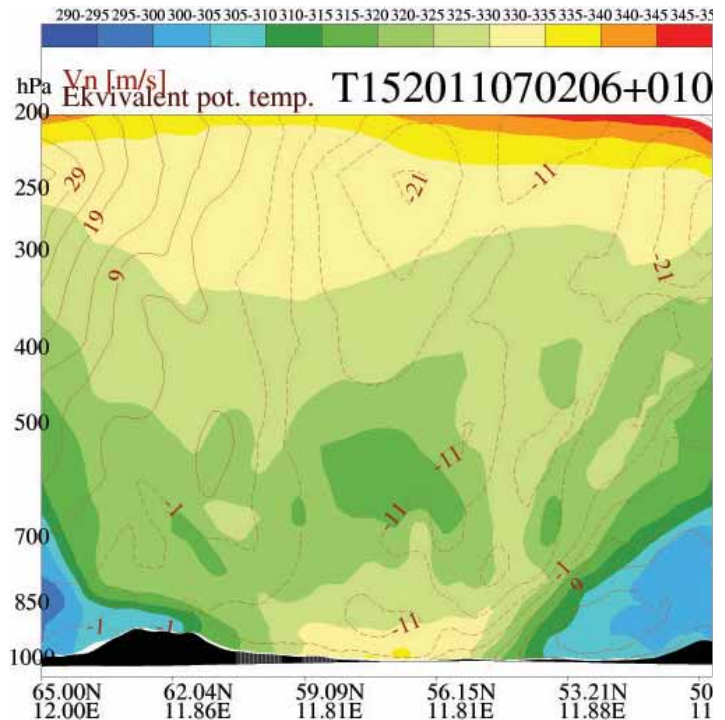 290-295 295-300 300-305 305-310 310-315 315-320 320-325 325-330 330-335 335-340 340-345 345-35
hPa Vn [m/s]
Ekvivalent pot. temp. T152011070206+010
200
29 -21 -11
250
19
300 9 -21
400
500
-11
-1 -11
700
-1
9
850
-1 -1 -11
1000
65.00N 62.04N 59.09N 56.15N 53.21N 50
12.00E 11.86E 11.81E 11.81E 11.88E 11